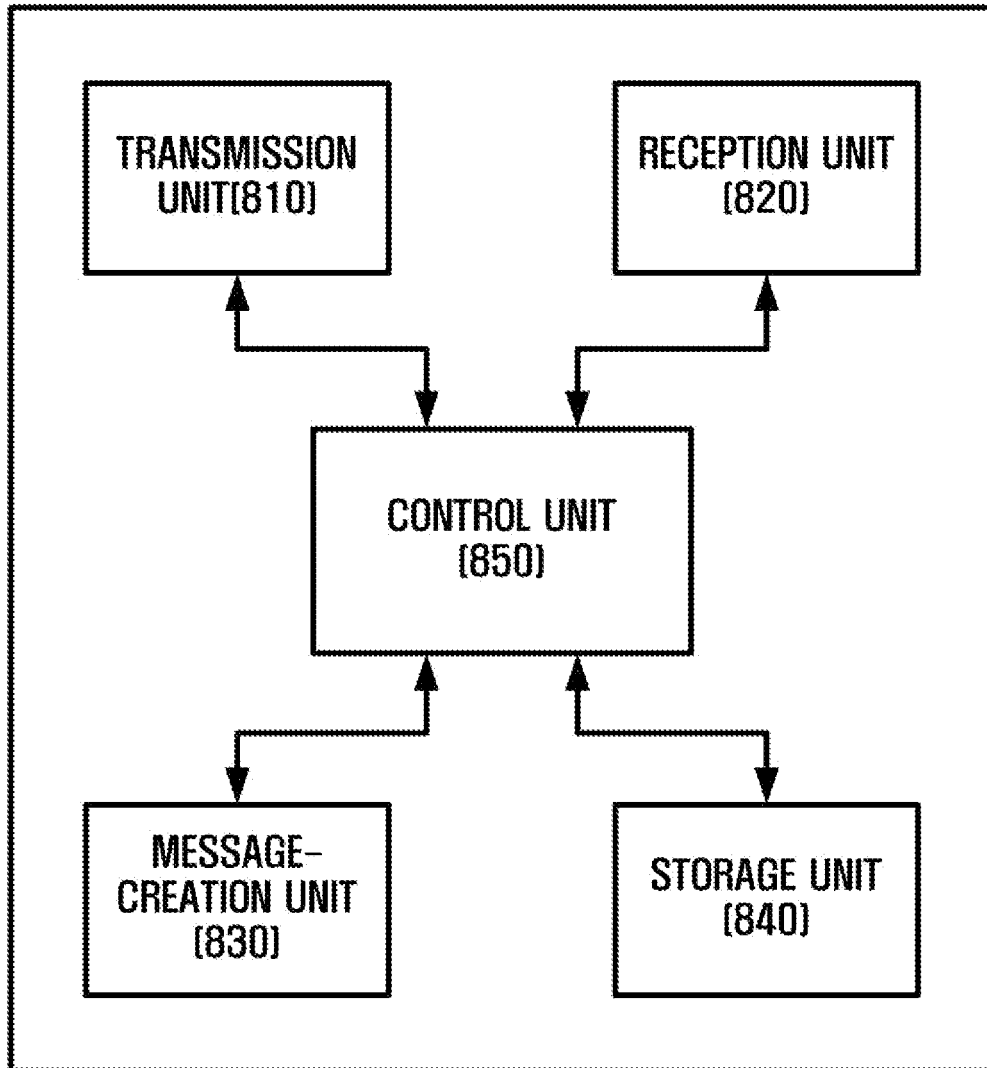 TRANSMISSION
UNIT(810)
RECEPTION UNIT
(820)
CONTROL UNIT
(850)
MESSAGE-
CREATION UNIT
(830)
STORAGE UNIT
(840)